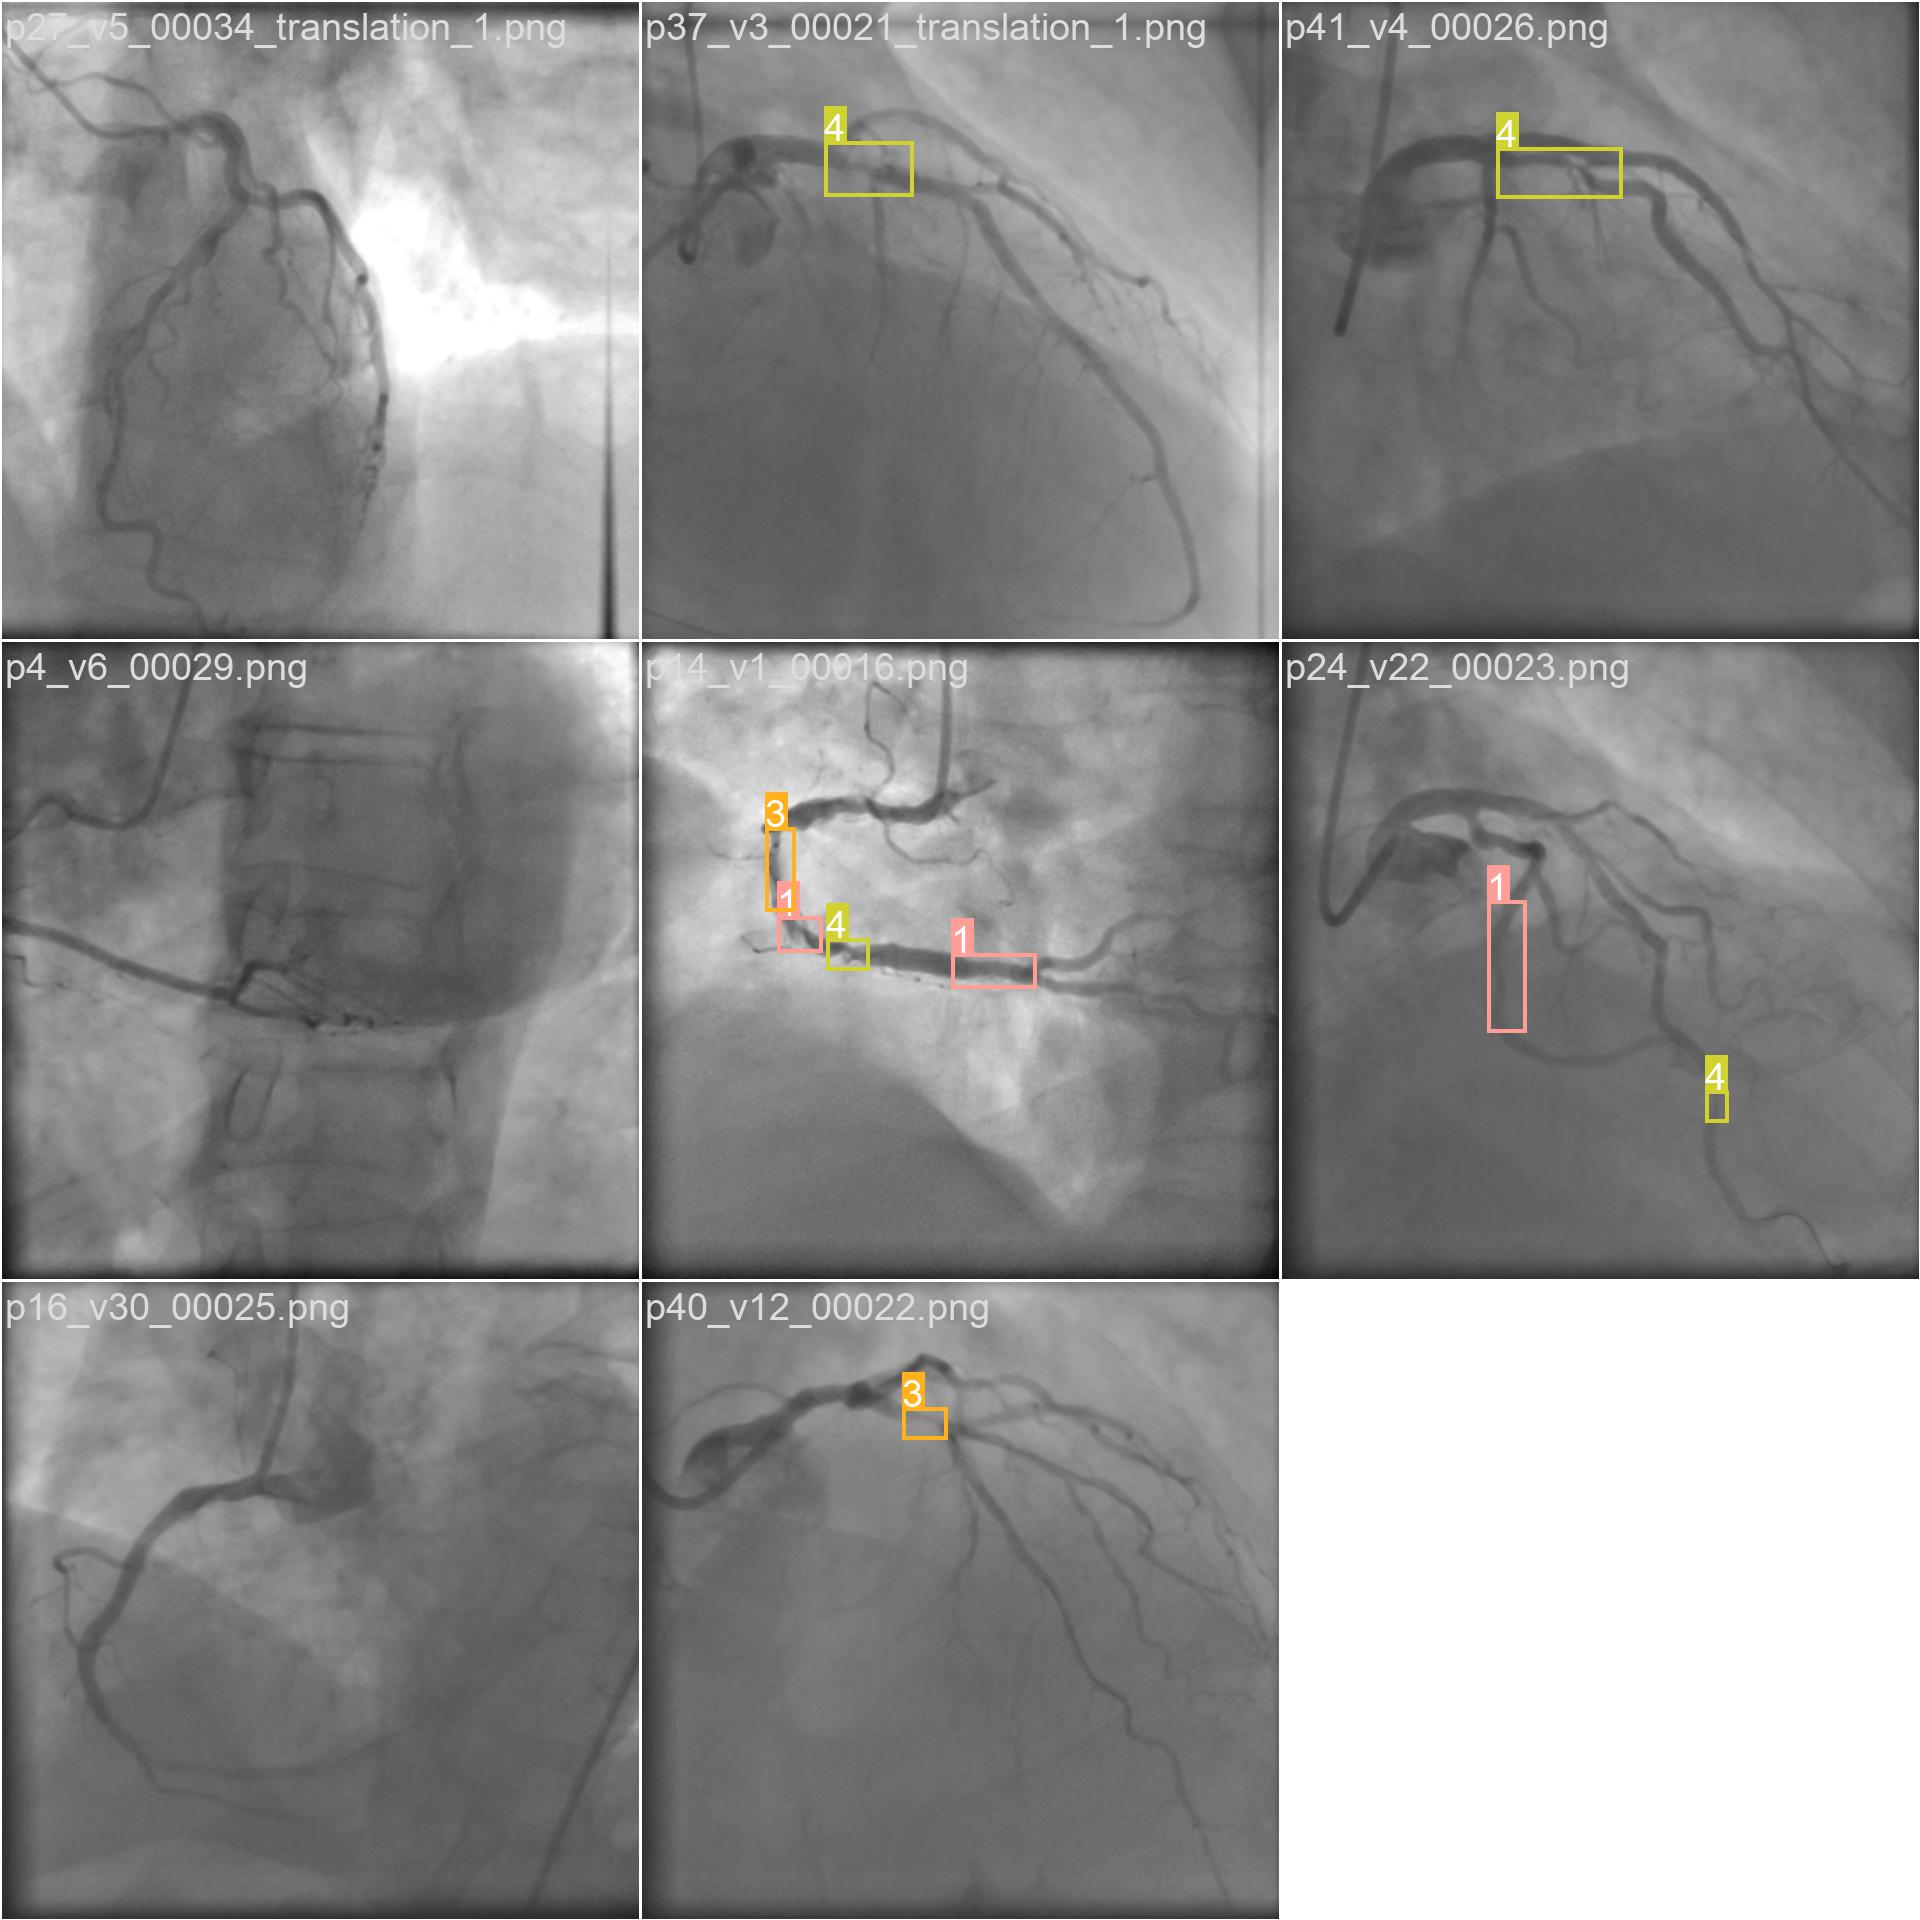 p27_v5_00034_translation_1.png
p37_v3_00021_translation_1.png
p41_v4_00026.png
4
4
p4_v6_00029.png
p14_v1_00016.png
p24_v22_00023.png
3
1
4
1
1
4
p16_v30_00025.png
p40_v12_00022.png
3